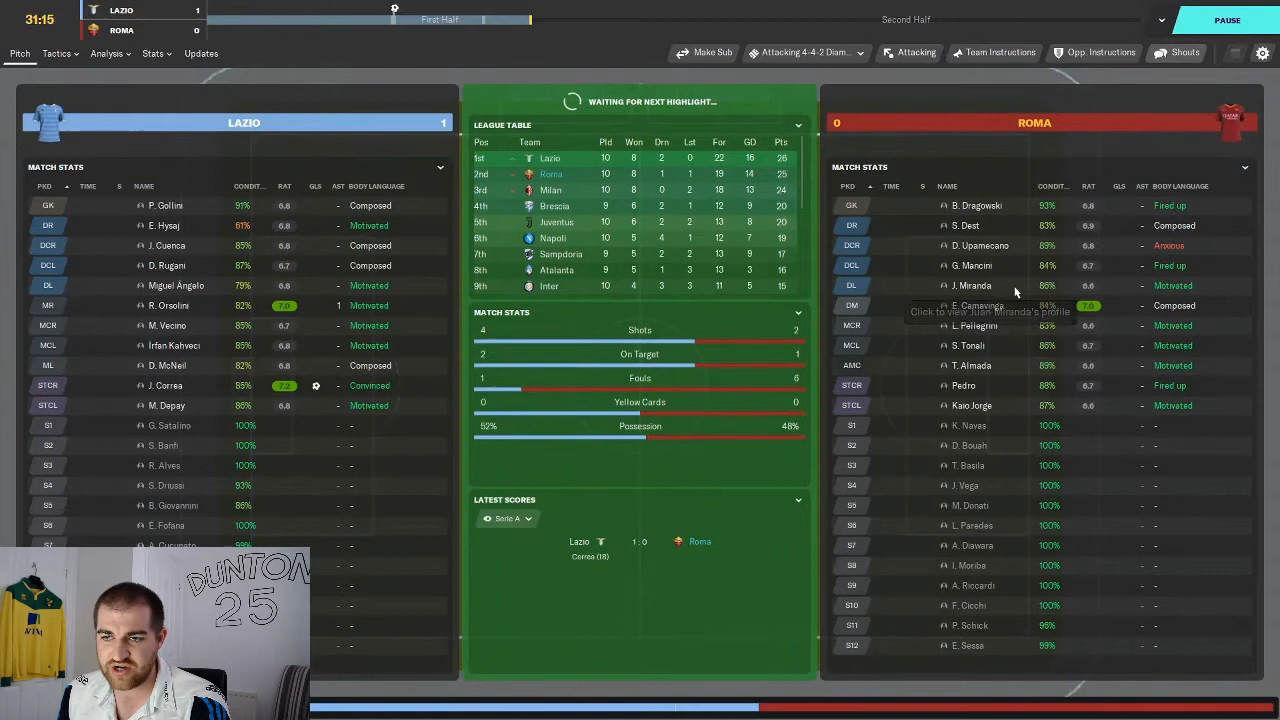 31:15
LAZIO 1
ROMA 0
First Half
Second Half
PAUSE
Pitch Tactics Analysis Stats Updates
Make Sub Attacking 4-4-2 Diam... Attacking Team Instructions Opp. Instructions Shouts
LAZIO 1
WAITING FOR NEXT HIGHLIGHT...
0 ROMA
MATCH STATS
PKD TIME S NAME CONDIT... RAT GLS AST BODY LANGUAGE
GK P. Gollini 91% 6.8 - Composed
DR E. Hysaj 61% 6.8 - Motivated
DCR J. Cuenca 85% 6.8 - Composed
DCL D. Rugani 87% 6.7 - Composed
DL Miguel Ângelo 79% 6.8 - Motivated
MR R. Orsolini 82% 7.0 1 Motivated
MCR M. Vecino 85% 6.7 - Motivated
MCL İrfan Kahveci 85% 6.8 - Motivated
ML D. McNeil 82% 6.8 - Composed
STCR J. Correa 85% 7.2 - Convinced
STCL M. Depay 86% 6.8 - Motivated
S1 G. Satalino 100% - -
S2 S. Banfi 100% - -
S3 R. Alves 100% - -
S4 S. Driussi 93% - -
S5 B. Giovannini 86% - -
S6 E. Fofana 100% - -
S7 A. Cucunato 99% - -
LEAGUE TABLE
Pos Team Pld Won Drn Lst For GD Pts
1st Lazio 10 8 2 0 22 16 26
2nd Roma 10 8 1 1 19 14 25
3rd Milan 10 8 0 2 18 13 24
4th Brescia 9 6 2 1 12 9 20
5th Juventus 10 6 2 2 13 8 20
6th Napoli 10 5 4 1 12 7 19
7th Sampdoria 9 5 2 2 13 9 17
8th Atalanta 9 5 1 3 13 3 16
9th Inter 10 4 3 3 11 5 15
MATCH STATS
4 Shots 2
2 On Target 1
1 Fouls 6
0 Yellow Cards 0
52% Possession 48%
LATEST SCORES
Serie A
Lazio 1 : 0 Roma
Correa (18)
MATCH STATS
PKD TIME S NAME CONDIT... RAT GLS AST BODY LANGUAGE
GK B. Dragowski 93% 6.8 - Fired up
DR S. Dest 83% 6.9 - Composed
DCR D. Upamecano 89% 6.8 - Anxious
DCL G. Mancini 84% 6.7 - Fired up
DL J. Miranda 86% 6.6 - Motivated
DM E. Camavinga 84% 7.0 - Composed
Click to view Juan Miranda's profile
MCR L. Pellegrini 83% 6.6 - Motivated
MCL S. Tonali 86% 6.7 - Motivated
AMC T. Almada 89% 6.6 - Motivated
STCR Pedro 88% 6.7 - Fired up
STCL Kaio Jorge 87% 6.6 - Motivated
S1 K. Navas 100% - -
S2 D. Bouah 100% - -
S3 T. Basila 100% - -
S4 J. Vega 100% - -
S5 M. Donati 100% - -
S6 L. Paredes 100% - -
S7 A. Diawara 100% - -
S8 I. Moriba 100% - -
S9 A. Riccardi 100% - -
S10 F. Cicchi 100% - -
S11 P. Schick 96% - -
S12 E. Sessa 99% - -
DUNTON
25